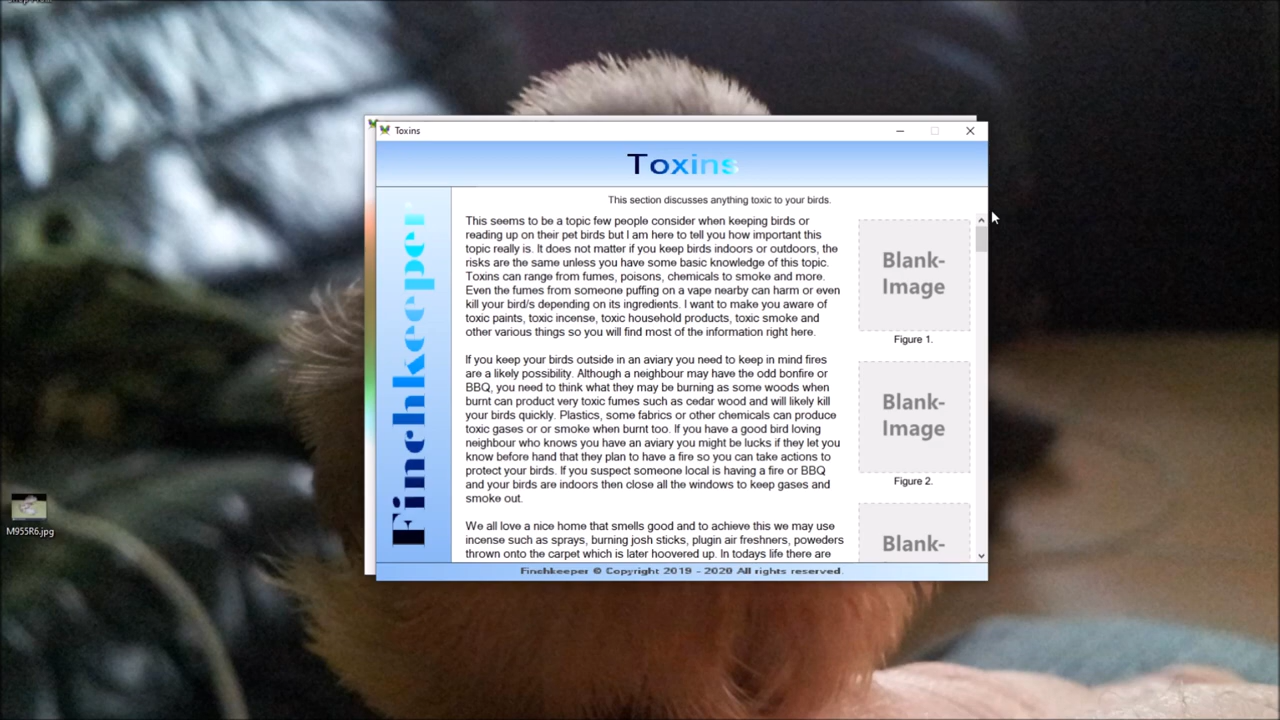 Toxins
Toxins
This section discusses anything toxic to your birds.
This seems to be a topic few people consider when keeping birds or
reading up on their pet birds but I am here to tell you how important this
topic really is. It does not matter if you keep birds indoors or outdoors, the
risks are the same unless you have some basic knowledge of this topic.
Toxins can range from fumes, poisons, chemicals to smoke and more.
Even the fumes from someone puffing on a vape nearby can harm or even
kill your bird/s depending on its ingredients. I want to make you aware of
toxic paints, toxic incense, toxic household products, toxic smoke and
other various things so you will find most of the information right here.
If you keep your birds outside in an aviary you need to keep in mind fires
are a likely possibility. Although a neighbour may have the odd bonfire or
BBQ, you need to think what they may be burning as some woods when
burnt can produce very toxic fumes such as cedar wood and will likely kill
your birds quickly. Plastics, some fabrics or other chemicals can produce
toxic gases or or smoke when burnt too. If you have a good bird loving
neighbour who knows you have an aviary you might be lucks if they let you
know before hand that they plan to have a fire so you can take actions to
protect your birds. If you suspect someone local is having a fire or BBQ
and your birds are indoors then close all the windows to keep gases and
smoke out.
We all love a nice home that smells good and to achieve this we may use
incense such as sprays, burning josh sticks, plugin air freshners, poweders
thrown onto the carpet which is later hoovered up. In todays life there are
Blank-
Image
Figure 1.
Blank-
Image
Figure 2.
Blank-
Finchkeeper
Finchkeeper © Copyright 2019 - 2020 All rights reserved.
M955R6.jpg